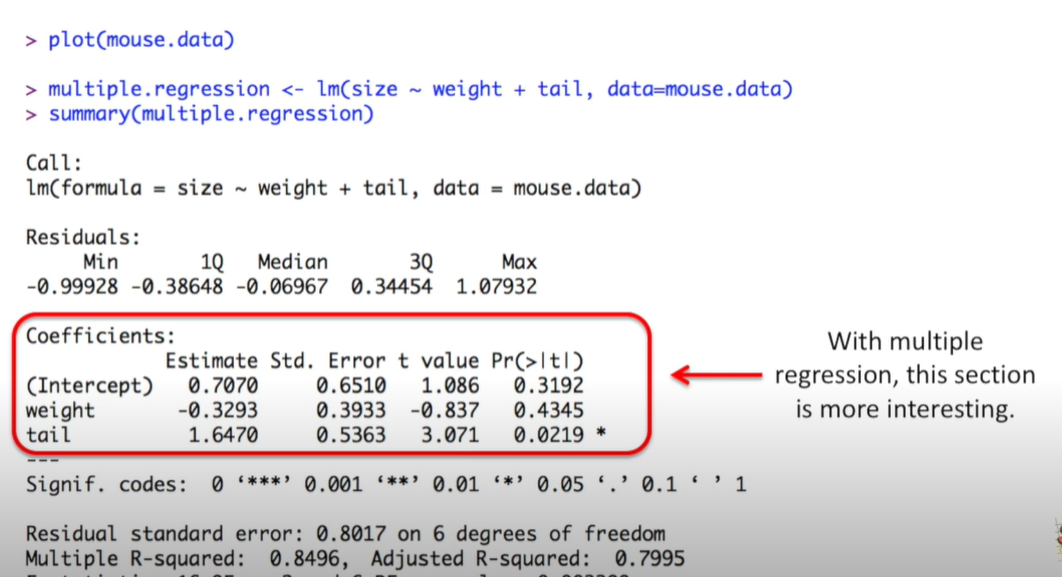 > plot(mouse.data)
> multiple.regression <- lm(size ~ weight + tail, data=mouse.data)
> summary(multiple.regression)
Call:
lm(formula = size ~ weight + tail, data = mouse.data)
Residuals:
Min 1Q Median 3Q Max
-0.99928 -0.38648 -0.06967 0.34454 1.07932
Coefficients:
Estimate Std. Error t value Pr(>|t|)
(Intercept) 0.7070 0.6510 1.086 0.3192
weight -0.3293 0.3933 -0.837 0.4345
tail 1.6470 0.5363 3.071 0.0219 *
---
Signif. codes: 0 ‘***’ 0.001 ‘**’ 0.01 ‘*’ 0.05 ‘.’ 0.1 ‘ ’ 1
Residual standard error: 0.8017 on 6 degrees of freedom
Multiple R-squared: 0.8496, Adjusted R-squared: 0.7995
With multiple
regression, this section
is more interesting.